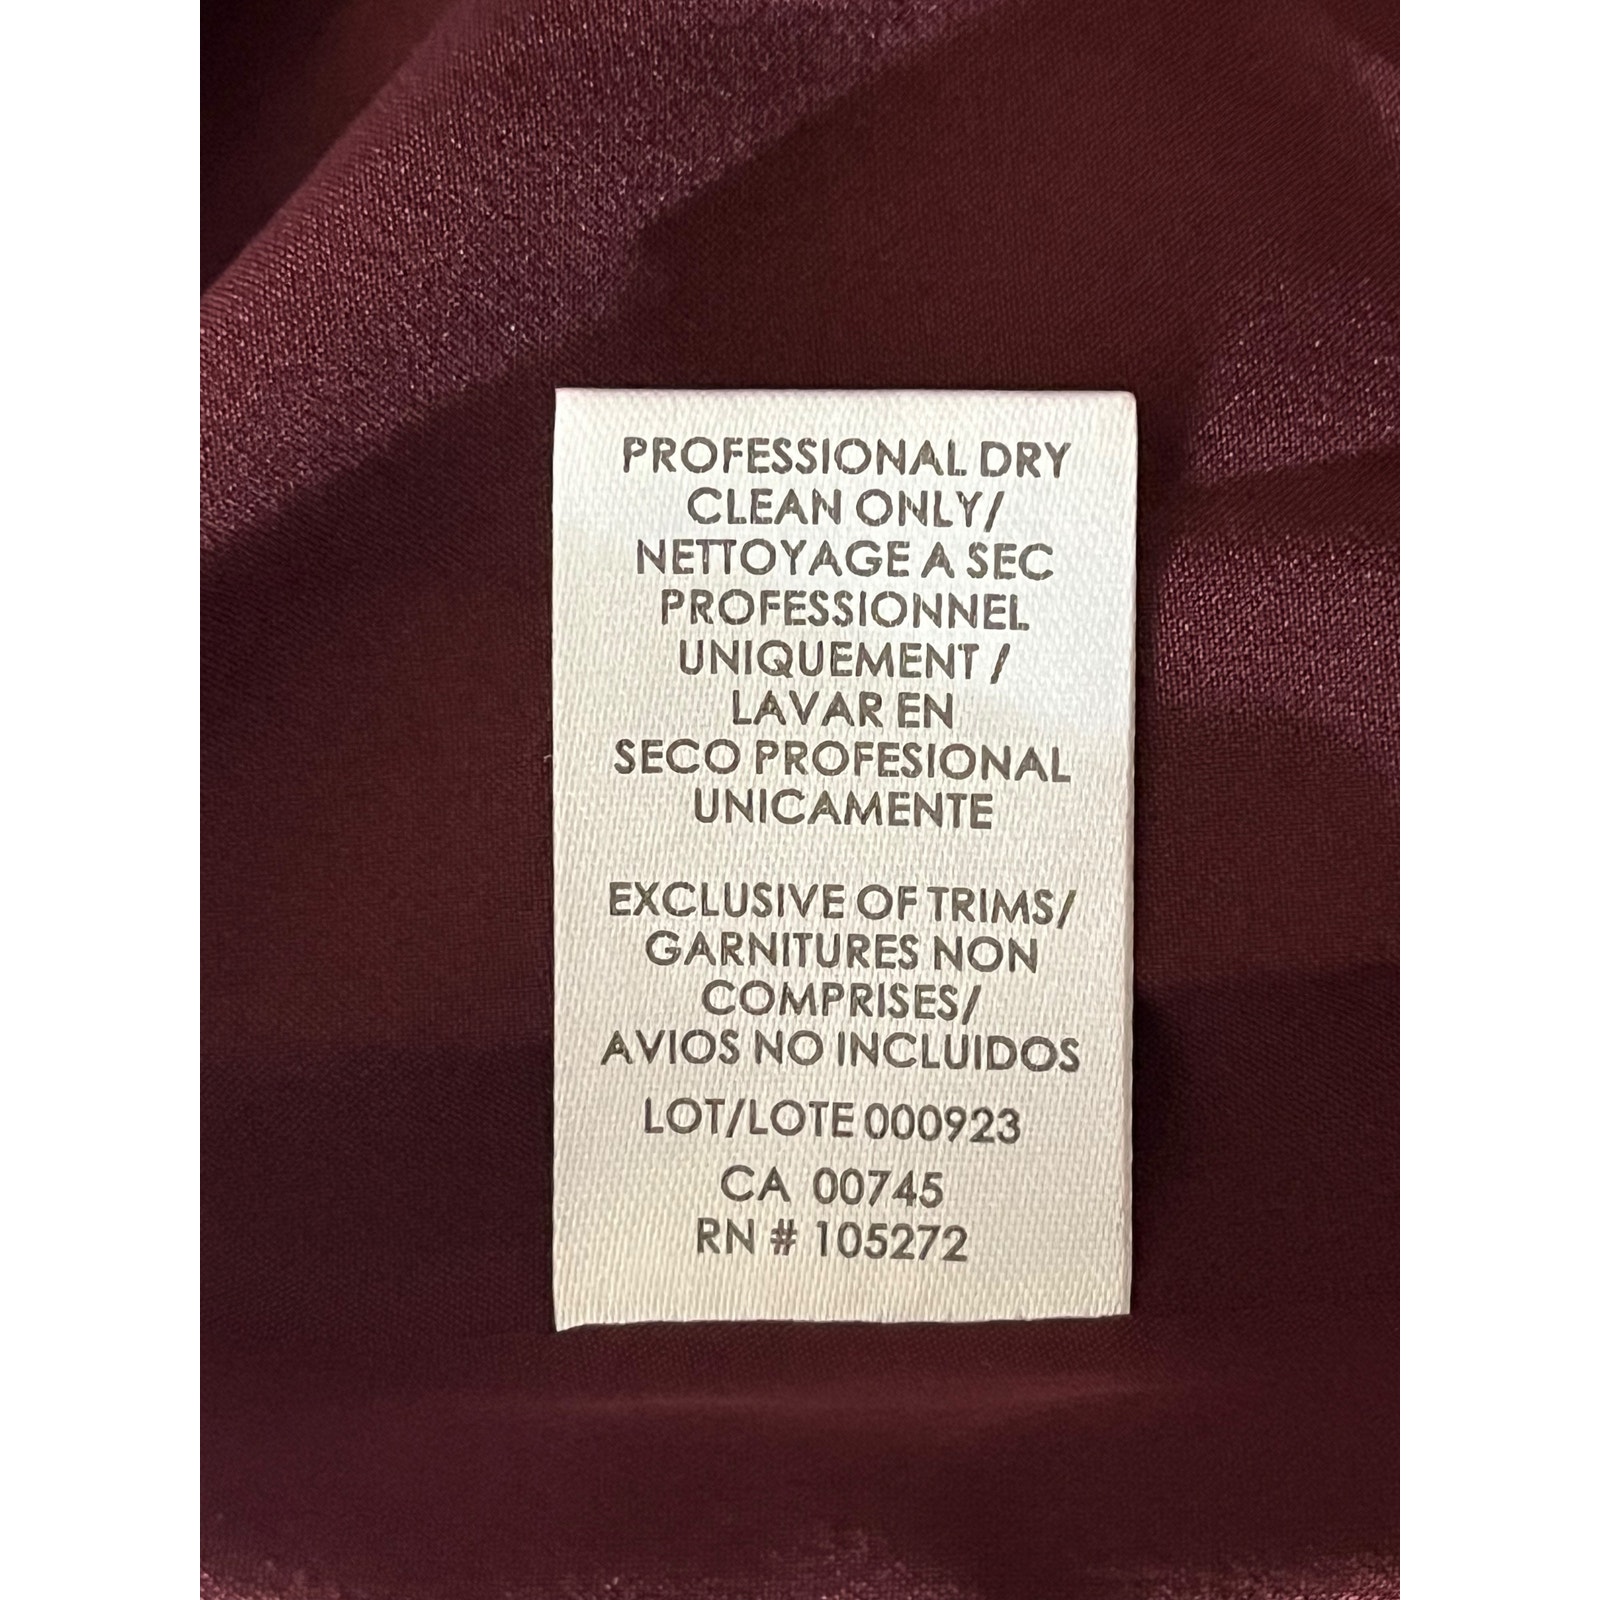 PROFESSIONAL DRY
CLEAN ONLY/
NETTOYAGE A SEC
PROFESSIONNEL
UNIQUEMENT /
LAVAR EN
SECO PROFESIONAL
UNICAMENTE
EXCLUSIVE OF TRIMS/
GARNITURES NON
COMPRISES/
AVIOS NO INCLUIDOS
LOT/LOTE 000923
CA 00745
RN # 105272